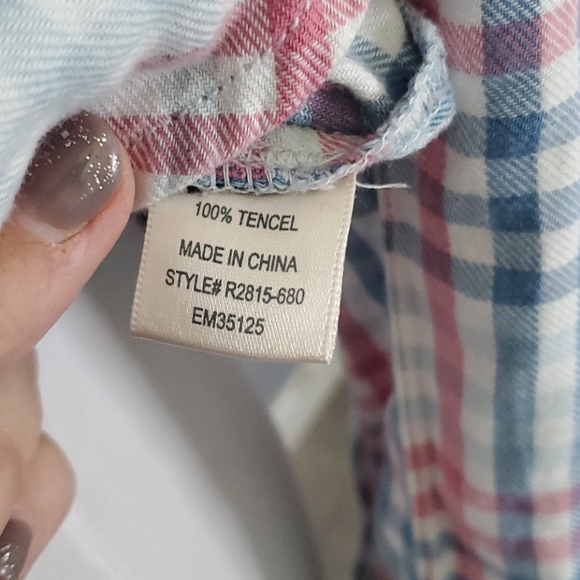 100% TENCEL
MADE IN CHINA
STYLE# R2815-680
EM35125